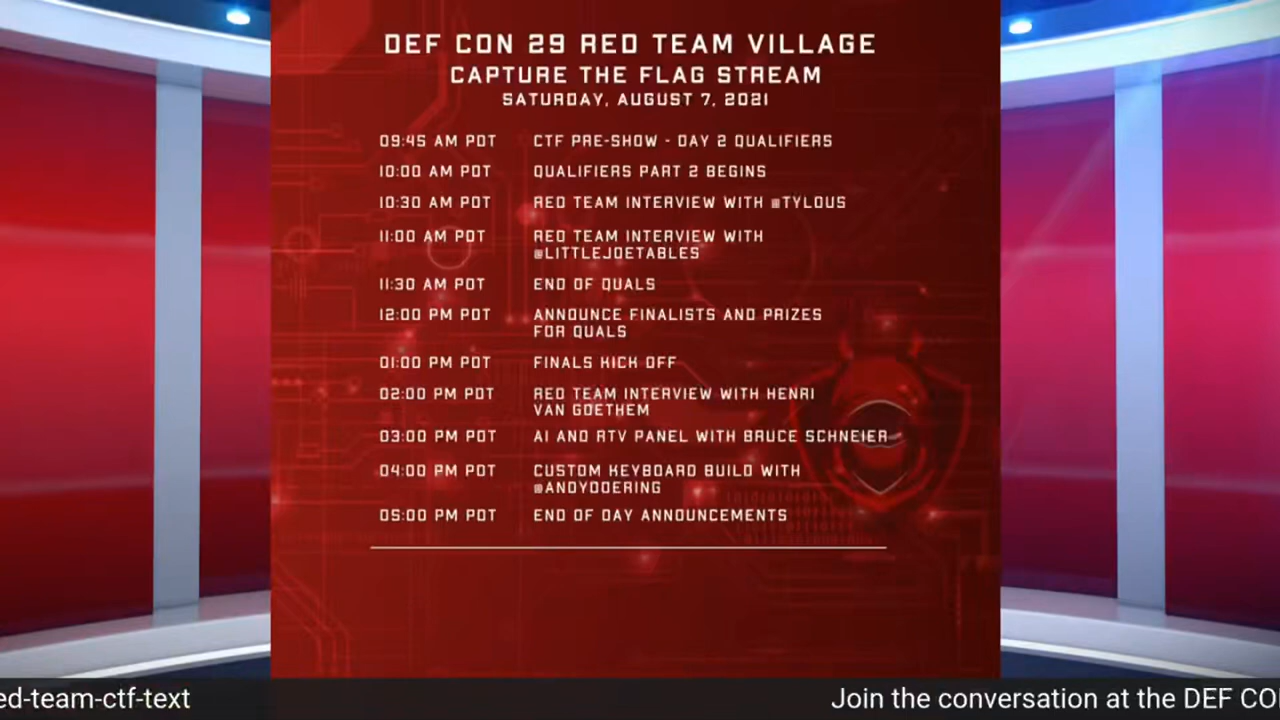 DEF CON 29 RED TEAM VILLAGE
CAPTURE THE FLAG STREAM
SATURDAY, AUGUST 7, 2021
09:45 AM PDT CTF PRE-SHOW - DAY 2 QUALIFIERS
10:00 AM PDT QUALIFIERS PART 2 BEGINS
10:30 AM PDT RED TEAM INTERVIEW WITH @TYLOUS
11:00 AM PDT RED TEAM INTERVIEW WITH
@LITTLEJOETABLES
11:30 AM PDT END OF QUALS
12:00 PM PDT ANNOUNCE FINALISTS AND PRIZES
FOR QUALS
01:00 PM PDT FINALS KICK OFF
02:00 PM PDT RED TEAM INTERVIEW WITH HENRI
VAN GOETHEM
03:00 PM PDT AI AND RTV PANEL WITH BRUCE SCHNEIER
04:00 PM PDT CUSTOM KEYBOARD BUILD WITH
@ANDYDOERING
05:00 PM PDT END OF DAY ANNOUNCEMENTS
ed-team-ctf-text Join the conversation at the DEF CO